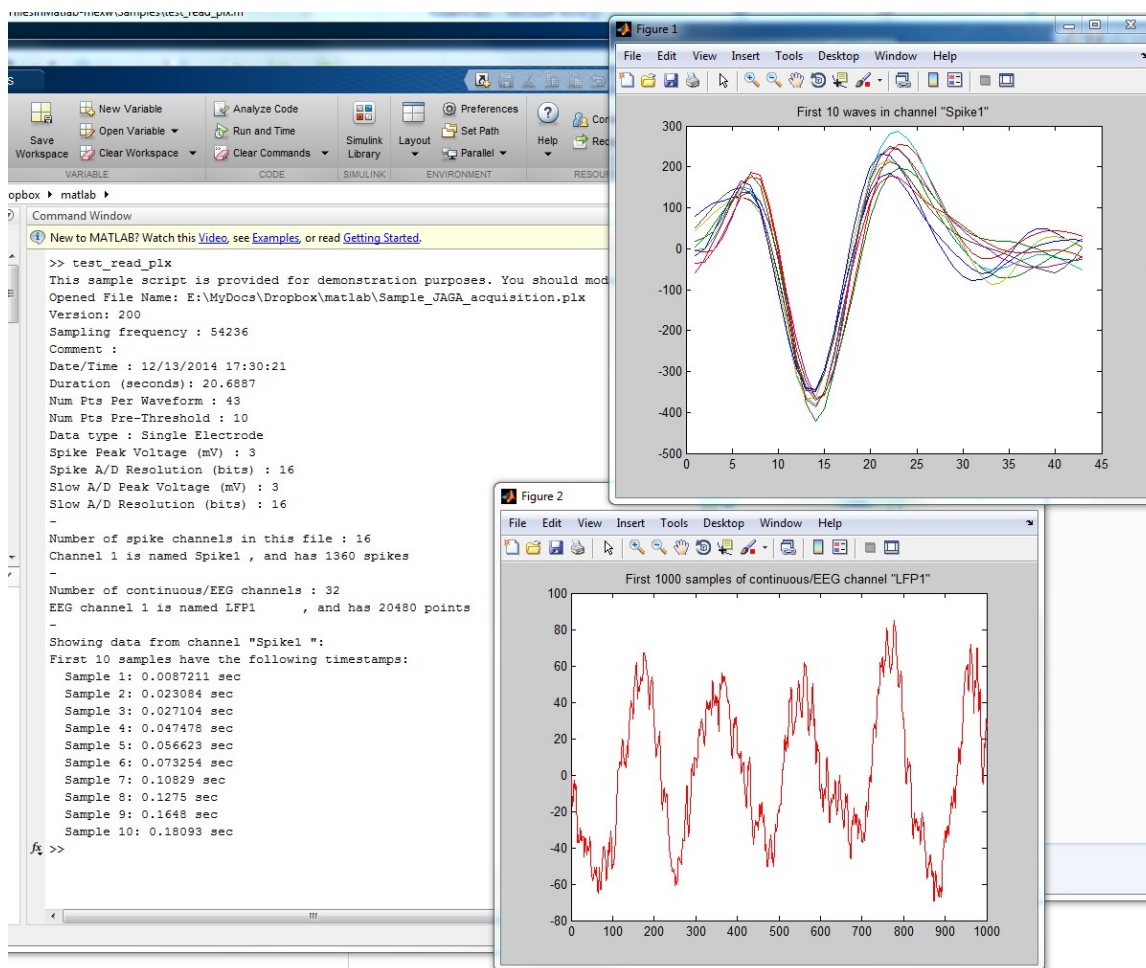 \Samples\test_read_plx.m
S
Save
Workspace
New Variable
Open Variable
Clear Workspace
VARIABLE
Analyze Code
Run and Time
Clear Commands
CODE
Simulink
Library
SIMULINK
Layout
Preferences
Set Path
Parallel
ENVIRONMENT
?
Help
RESOU
opbox ▶ matlab ▶
Command Window
New to MATLAB? Watch this Video, see Examples, or read Getting Started.
>> test_read_plx
This sample script is provided for demonstration purposes. You should mod
Opened File Name: E:\MyDocs\Dropbox\matlab\Sample_JAGA_acquisition.plx
Version: 200
Sampling frequency : 54236
Comment :
Date/Time : 12/13/2014 17:30:21
Duration (seconds): 20.6887
Num Pts Per Waveform : 43
Num Pts Pre-Threshold : 10
Data type : Single Electrode
Spike Peak Voltage (mV) : 3
Spike A/D Resolution (bits) : 16
Slow A/D Peak Voltage (mV) : 3
Slow A/D Resolution (bits) : 16
-
Number of spike channels in this file : 16
Channel 1 is named Spike1 , and has 1360 spikes
-
Number of continuous/EEG channels : 32
EEG channel 1 is named LFP1      , and has 20480 points
-
Showing data from channel "Spike1 ":
First 10 samples have the following timestamps:
Sample 1: 0.0087211 sec
Sample 2: 0.023084 sec
Sample 3: 0.027104 sec
Sample 4: 0.047478 sec
Sample 5: 0.056623 sec
Sample 6: 0.073254 sec
Sample 7: 0.10829 sec
Sample 8: 0.1275 sec
Sample 9: 0.1648 sec
Sample 10: 0.18093 sec
fx >>
Figure 1
File Edit View Insert Tools Desktop Window Help
First 10 waves in channel "Spike1"
300
200
100
0
-100
-200
-300
-400
-500
0 5 10 15 20 25 30 35 40 45
Figure 2
File Edit View Insert Tools Desktop Window Help
First 1000 samples of continuous/EEG channel "LFP1"
100
80
60
40
20
0
-20
-40
-60
-80
0 100 200 300 400 500 600 700 800 900 1000